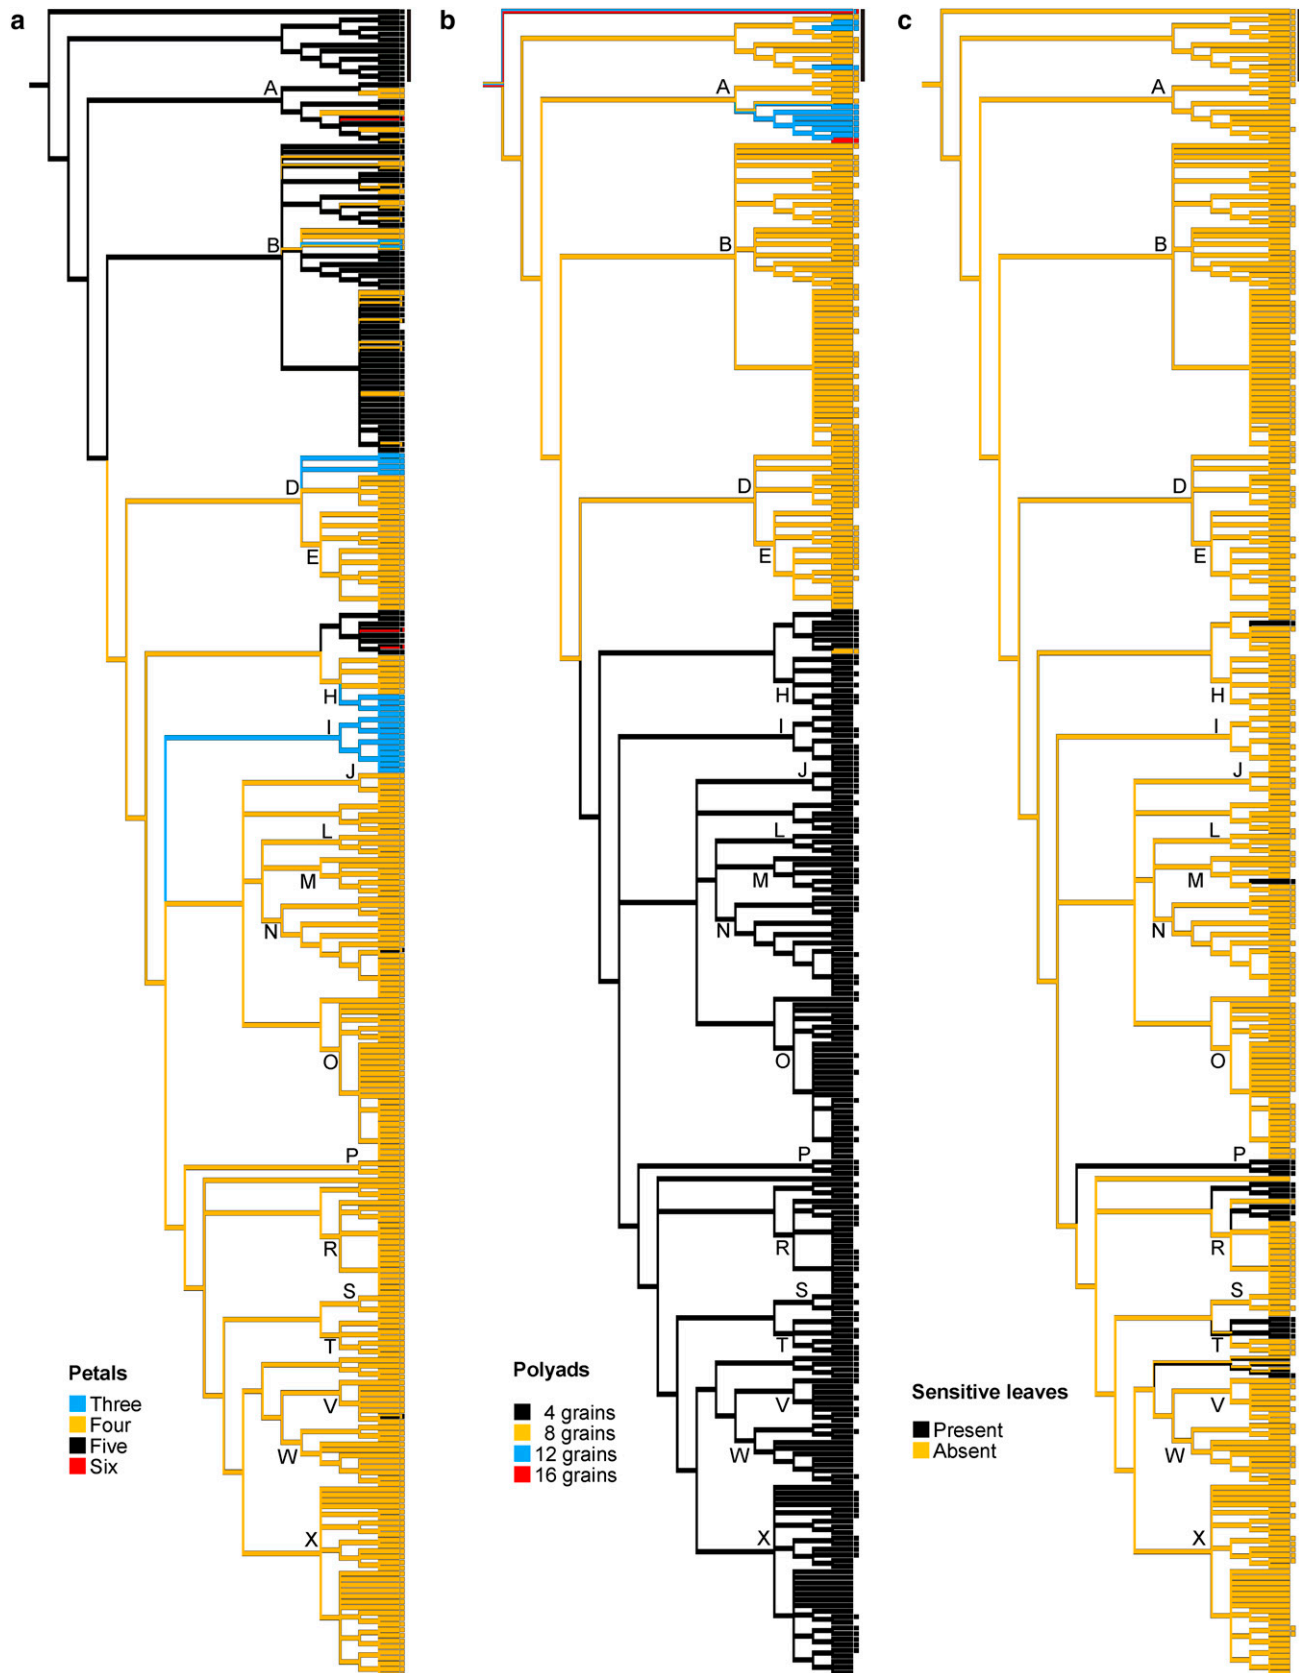 a
A
B
D
E
H
I
J
L
M
N
O
P
R
S
T
V
W
X
Petals
Three
Four
Five
Six
b
A
B
D
E
H
I
J
L
M
N
O
P
R
S
T
V
W
X
Polyads
4 grains
8 grains
12 grains
16 grains
c
A
B
D
E
H
I
J
L
M
N
O
P
R
S
T
V
W
X
Sensitive leaves
Present
Absent